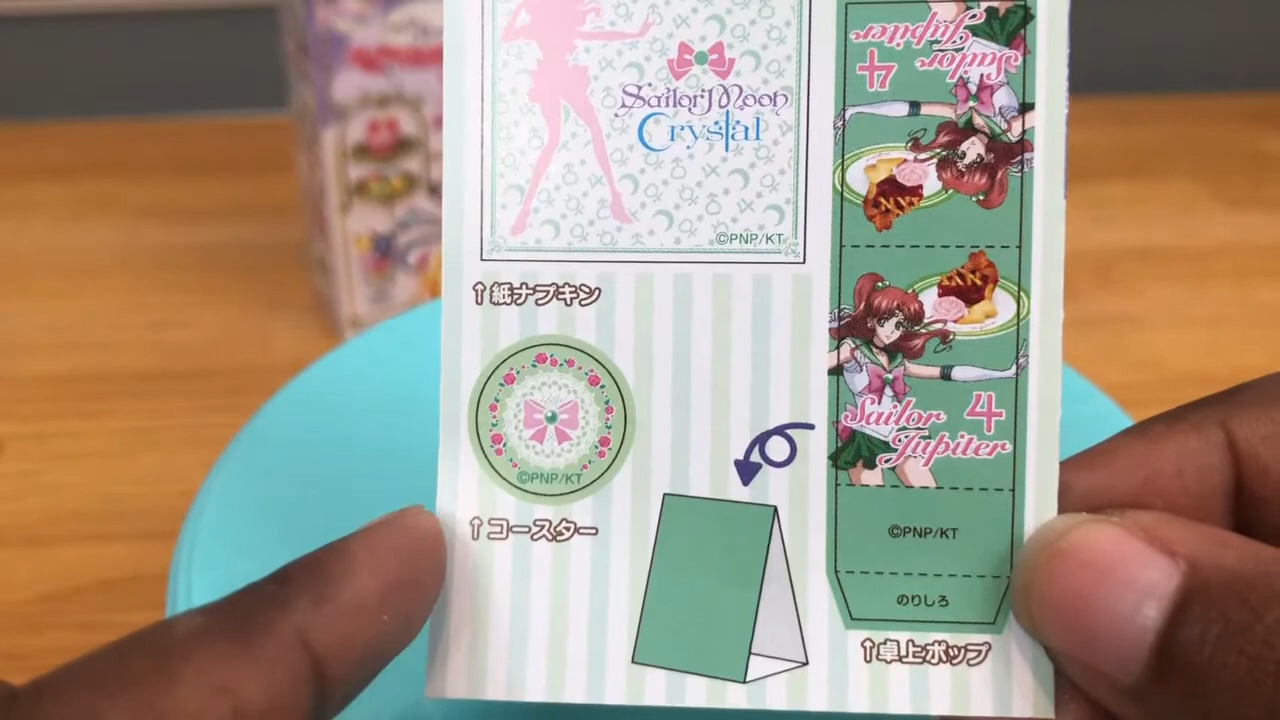 Sailor Moon
Crystal
©PNP/KT
↑紙ナプキン
©PNP/KT
↑コースター
Sailor
Jupiter
4
Sailor
Jupiter
4
©PNP/KT
のりしろ
↑卓上ポップ